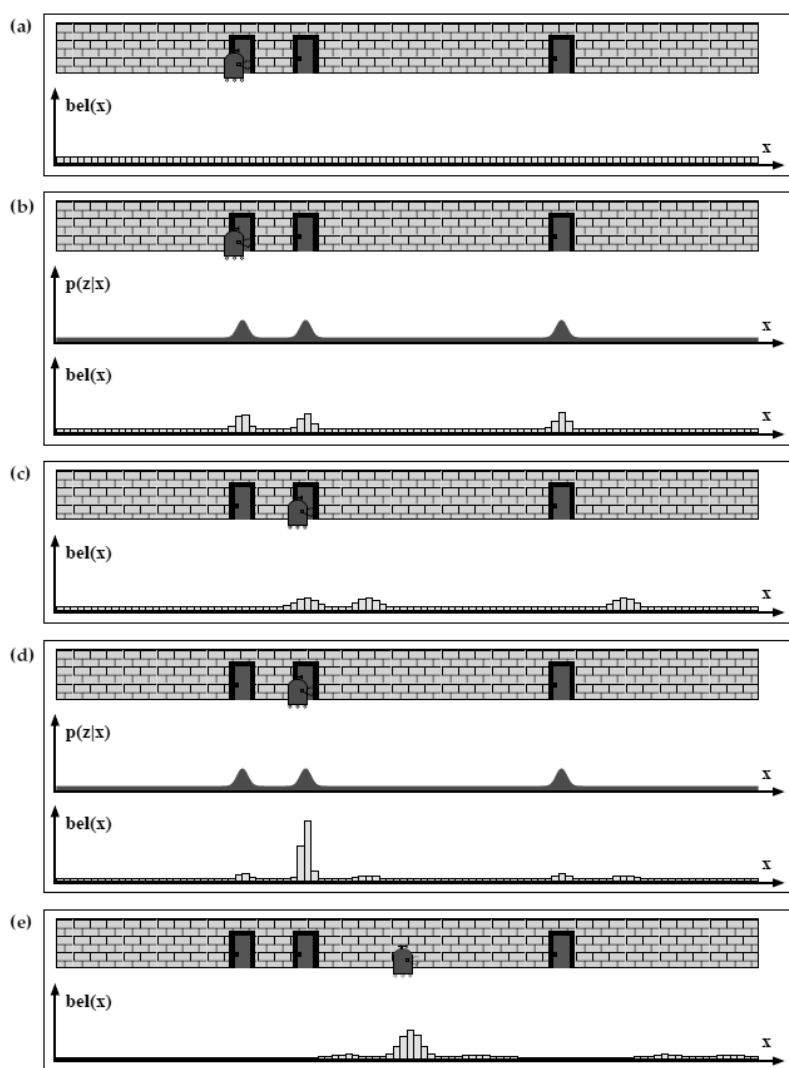 (a)
bel(x)
x
(b)
p(z|x)
x
bel(x)
x
(c)
bel(x)
x
(d)
p(z|x)
x
bel(x)
x
(e)
bel(x)
x